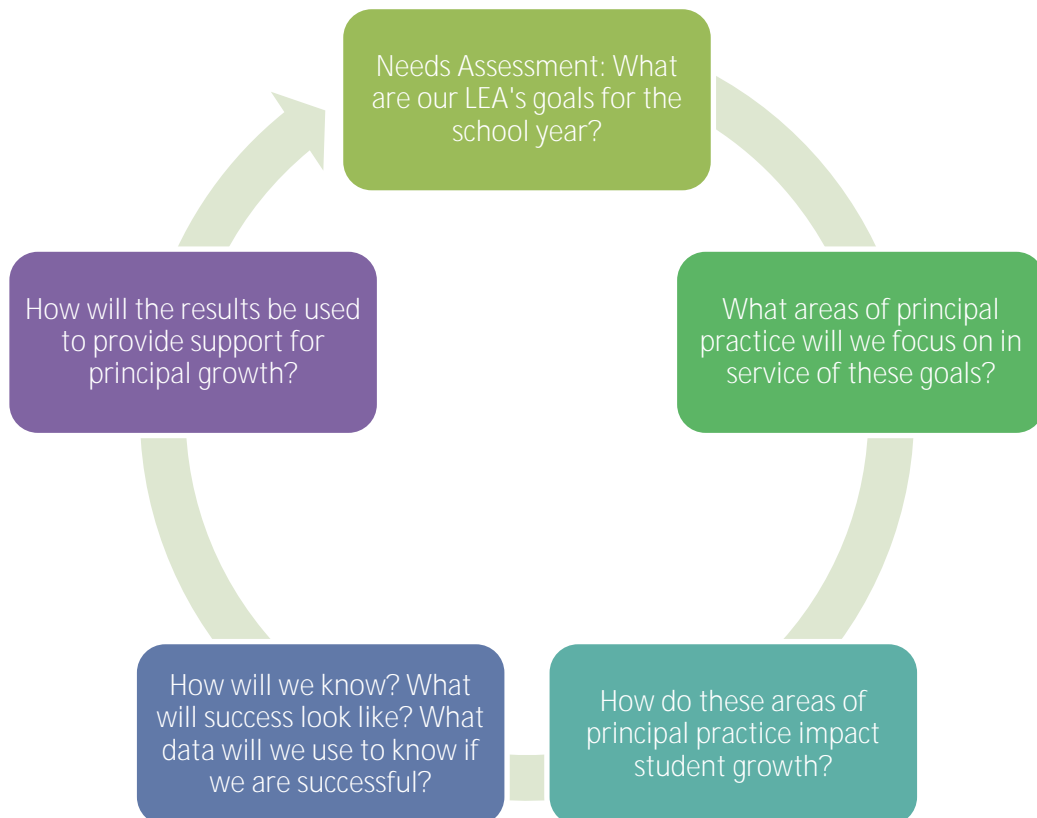 Needs Assessment: What
are our LEA's goals for the
school year?
What areas of principal
practice will we focus on in
service of these goals?
How do these areas of
principal practice impact
student growth?
How will we know? What
will success look like? What
data will we use to know if
we are successful?
How will the results be used
to provide support for
principal growth?